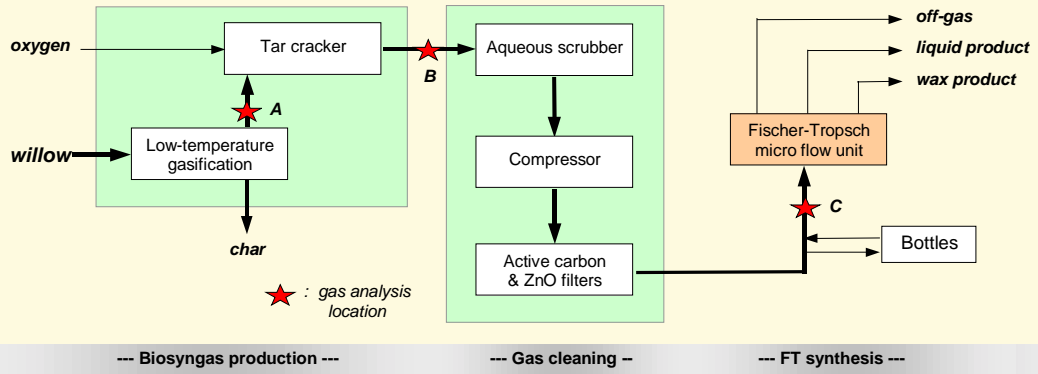 oxygen
Tar cracker
A
willow
Low-temperature
gasification
char
B
Aqueous scrubber
Compressor
Active carbon
& ZnO filters
off-gas
liquid product
wax product
Fischer-Tropsch
micro flow unit
C
Bottles
: gas analysis
location
--- Biosyngas production ---
--- Gas cleaning --
--- FT synthesis ---